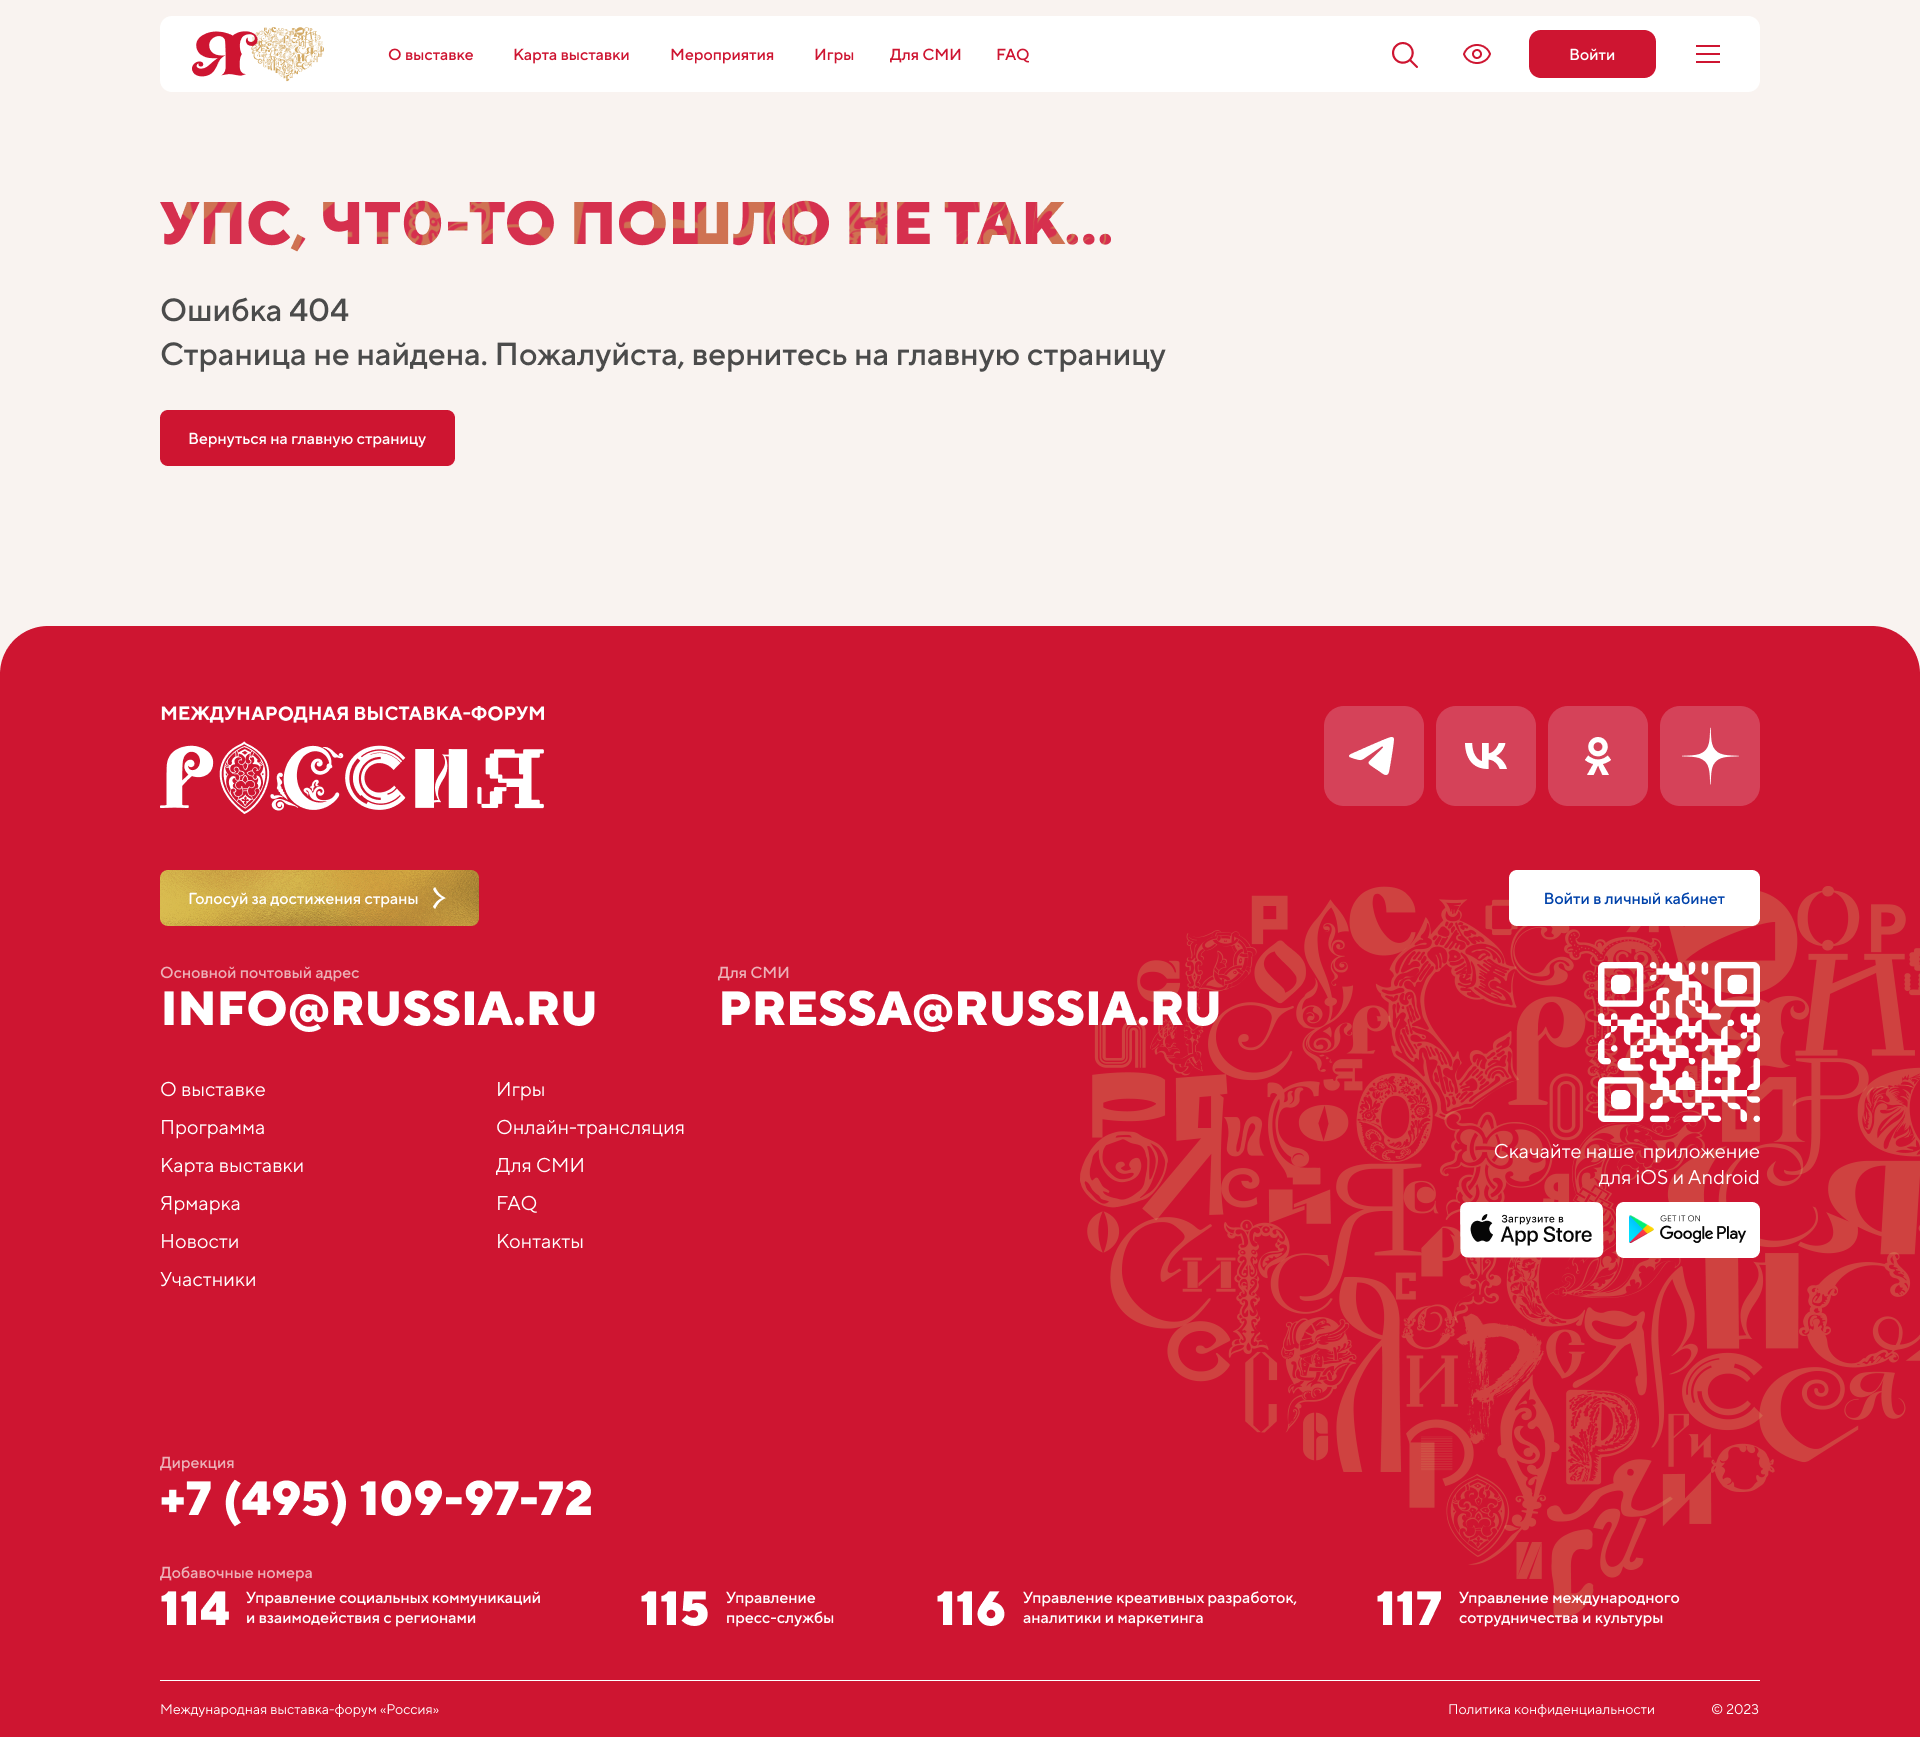 О выставке Карта выставки Мероприятия Игры Для СМИ FAQ Войти
УПС, ЧТ0-ТО ПОШЛО НЕ ТАК...
Ошибка 404
Страница не найдена. Пожалуйста, вернитесь на главную страницу
Вернуться на главную страницу
МЕЖДУНАРОДНАЯ ВЫСТАВКА-ФОРУМ
РОССИЯ
Голосуй за достижения страны
Войти в личный кабинет
Основной почтовый адрес
INFO@RUSSIA.RU
Для СМИ
PRESSA@RUSSIA.RU
О выставке
Программа
Карта выставки
Ярмарка
Новости
Участники
Игры
Онлайн-трансляция
Для СМИ
FAQ
Контакты
Скачайте наше приложение
для iOS и Android
Загрузите в
App Store
GET IT ON
Google Play
Дирекция
+7 (495) 109-97-72
Добавочные номера
114
Управление социальных коммуникаций
и взаимодействия с регионами
115
Управление
пресс-службы
116
Управление креативных разработок,
аналитики и маркетинга
117
Управление международного
сотрудничества и культуры
Международная выставка-форум «Россия»
Политика конфиденциальности
© 2023